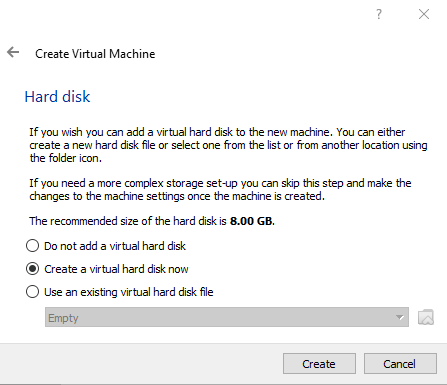 ?
Create Virtual Machine
Hard disk
If you wish you can add a virtual hard disk to the new machine. You can either
create a new hard disk file or select one from the list or from another location using
the folder icon.
If you need a more complex storage set-up you can skip this step and make the
changes to the machine settings once the machine is created.
The recommended size of the hard disk is 8.00 GB.
Do not add a virtual hard disk
Create a virtual hard disk now
Use an existing virtual hard disk file
Empty
Create Cancel